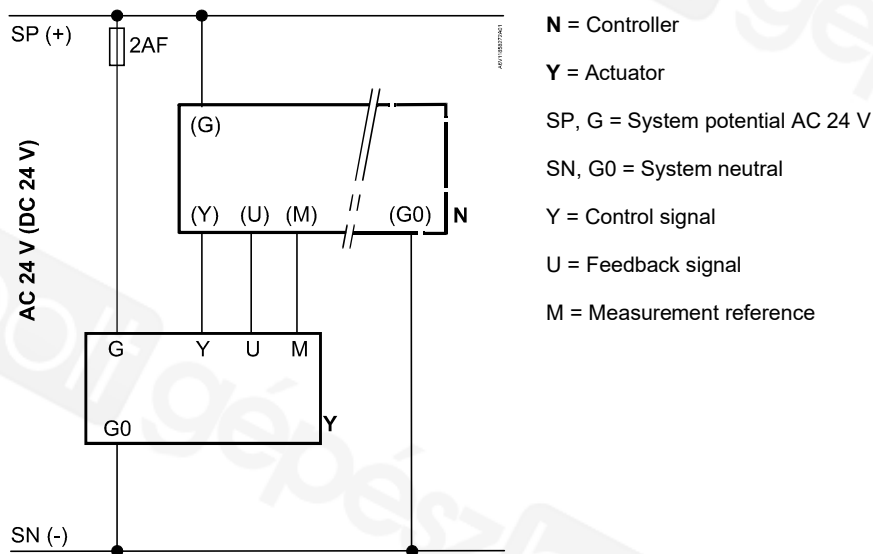 SP (+)
2AF
(G)
(Y) (U) (M) (G0) N
AC 24 V (DC 24 V)
G Y U M
G0
Y
SN (-)
N = Controller
Y = Actuator
SP, G = System potential AC 24 V
SN, G0 = System neutral
Y = Control signal
U = Feedback signal
M = Measurement reference